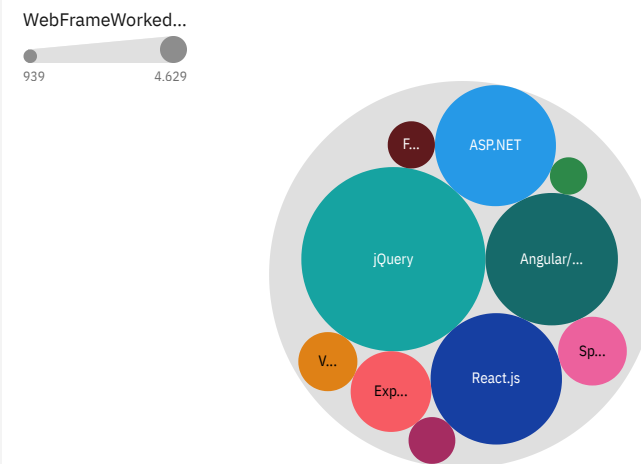 WebFrameWorked...
939 4.629
F...
ASP.NET
jQuery
Angular/...
V...
Exp...
React.js
Sp...